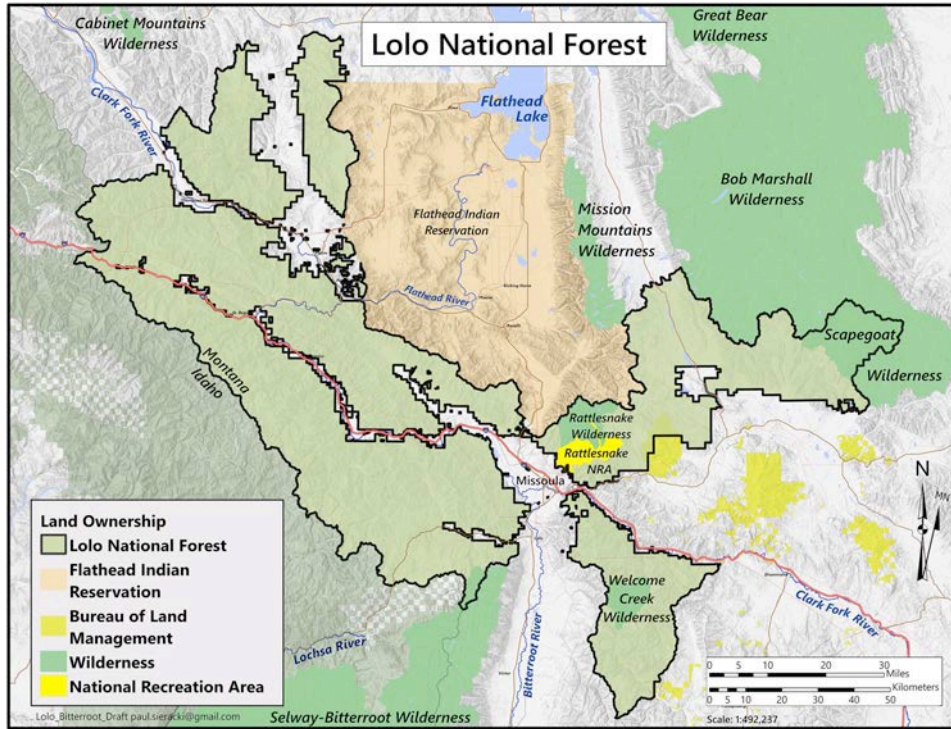 Cabinet Mountains
Wilderness
Lolo National Forest
Great Bear
Wilderness
Clark Fork
River
Flathead
Lake
Flathead Indian
Reservation
Mission
Mountains
Wilderness
Bob Marshall
Wilderness
Flathead River
Scapegoat
Wilderness
Montana
Idaho
Rattlesnake
Wilderness
Rattlesnake
NRA
Missoula
N
MN
Welcome
Creek
Wilderness
Clark Fork
River
Lochsa River
Bitterroot River
Selway-Bitterroot Wilderness
Land Ownership
Lolo National Forest
Flathead Indian
Reservation
Bureau of Land
Management
Wilderness
National Recreation Area
Lolo_Bitterroot_Draft paul.sieracki@gmail.com
0 5 10 20 30
Miles
Kilometers
0 5 10 20 30 40 50
Scale: 1:492,237